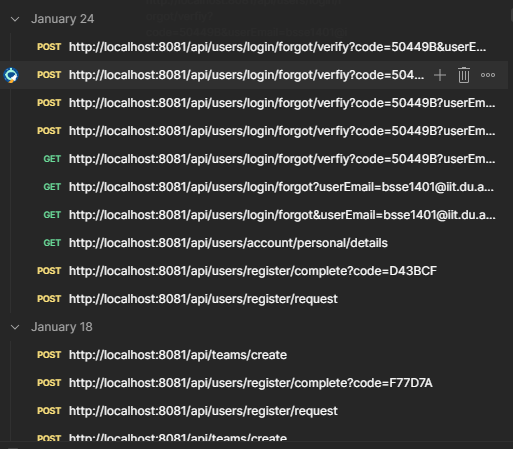 January 24
POST http://localhost:8081/api/users/login/forgot/verify?code=50449B&userE...
POST http://localhost:8081/api/users/login/forgot/verfiy?code=504...
POST http://localhost:8081/api/users/login/forgot/verfiy?code=50449B?userEm...
POST http://localhost:8081/api/users/login/forgot/verfiy?code=50449B?userEm...
GET http://localhost:8081/api/users/login/forgot/verfiy?code=50449B?userEm...
GET http://localhost:8081/api/users/login/forgot?userEmail=bsse1401@iit.du.a...
GET http://localhost:8081/api/users/login/forgot&userEmail=bsse1401@iit.du.a...
GET http://localhost:8081/api/users/account/personal/details
POST http://localhost:8081/api/users/register/complete?code=D43BCF
POST http://localhost:8081/api/users/register/request
January 18
POST http://localhost:8081/api/teams/create
POST http://localhost:8081/api/users/register/complete?code=F77D7A
POST http://localhost:8081/api/users/register/request
POST http://localhost:8081/api/teams/create